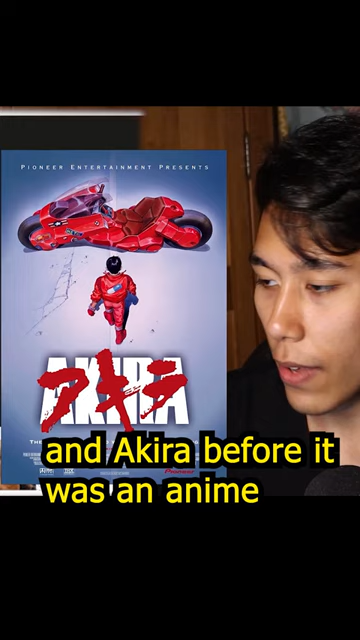 PIONEER ENTERTAINMENT PRESENTS
AKIRA
アキラ
and Akira before it
was an anime